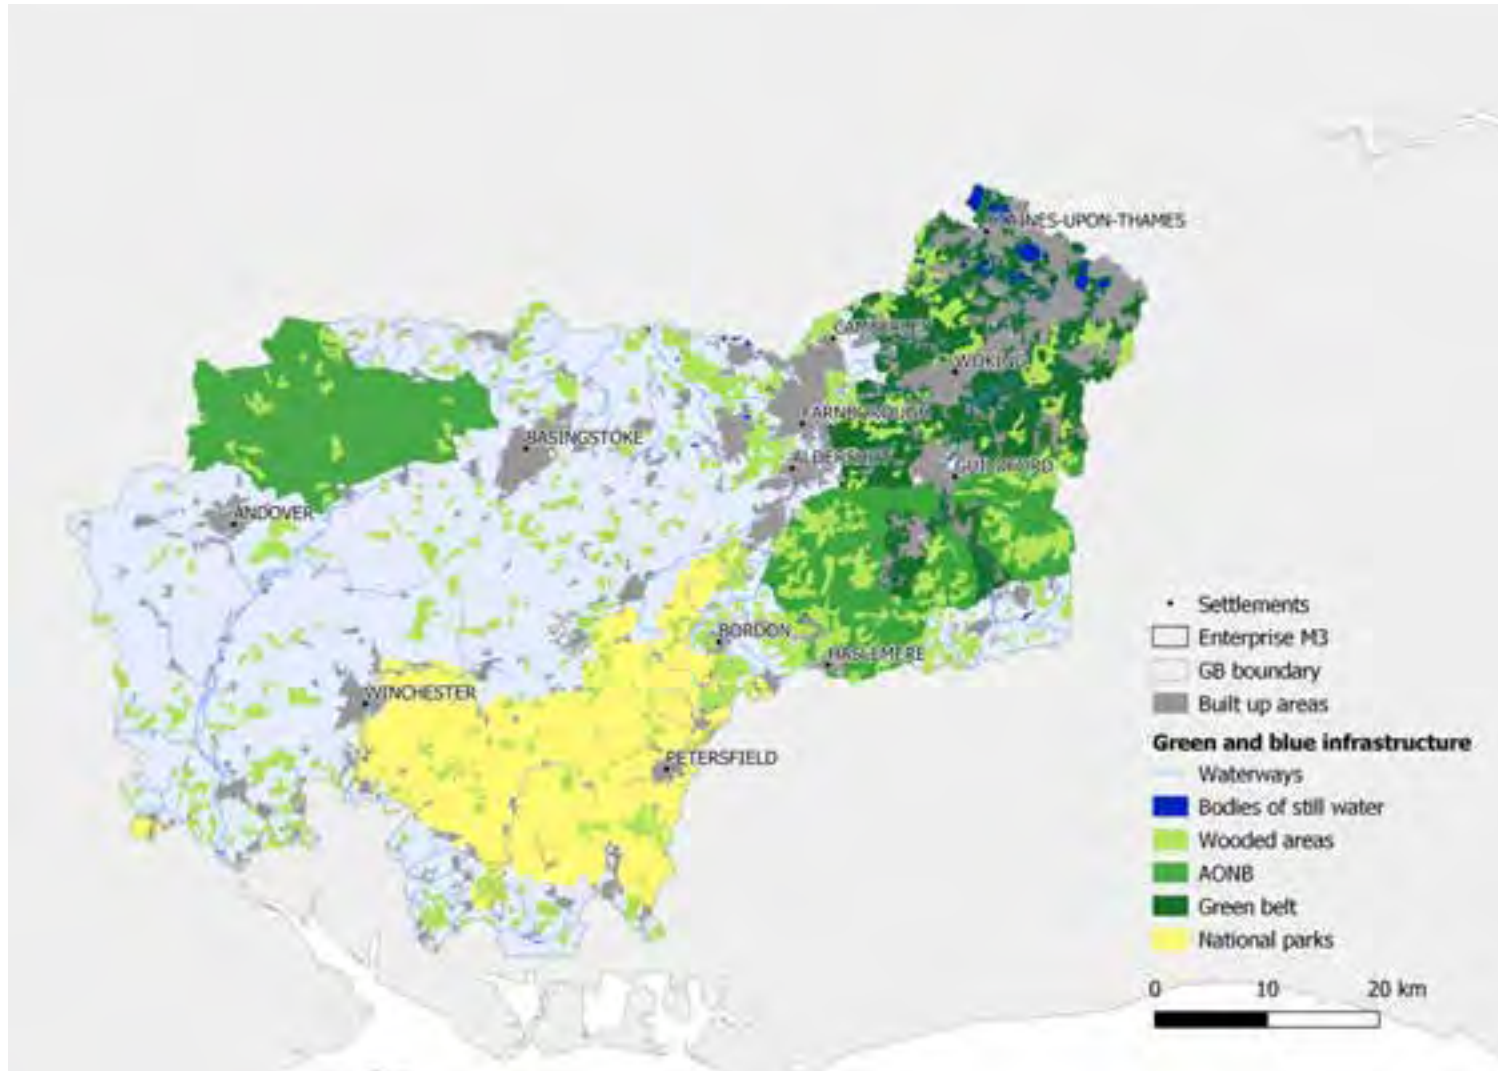 STAINES-UPON-THAMES
CAMBERLEY
WOKING
FARNBOROUGH
BASINGSTOKE
ALDERSHOT
GUILDFORD
ANDOVER
BORDON
HASLEMERE
WINCHESTER
PETERSFIELD
Settlements
Enterprise M3
GB boundary
Built up areas
Green and blue infrastructure
Waterways
Bodies of still water
Wooded areas
AONB
Green belt
National parks
0 10 20 km